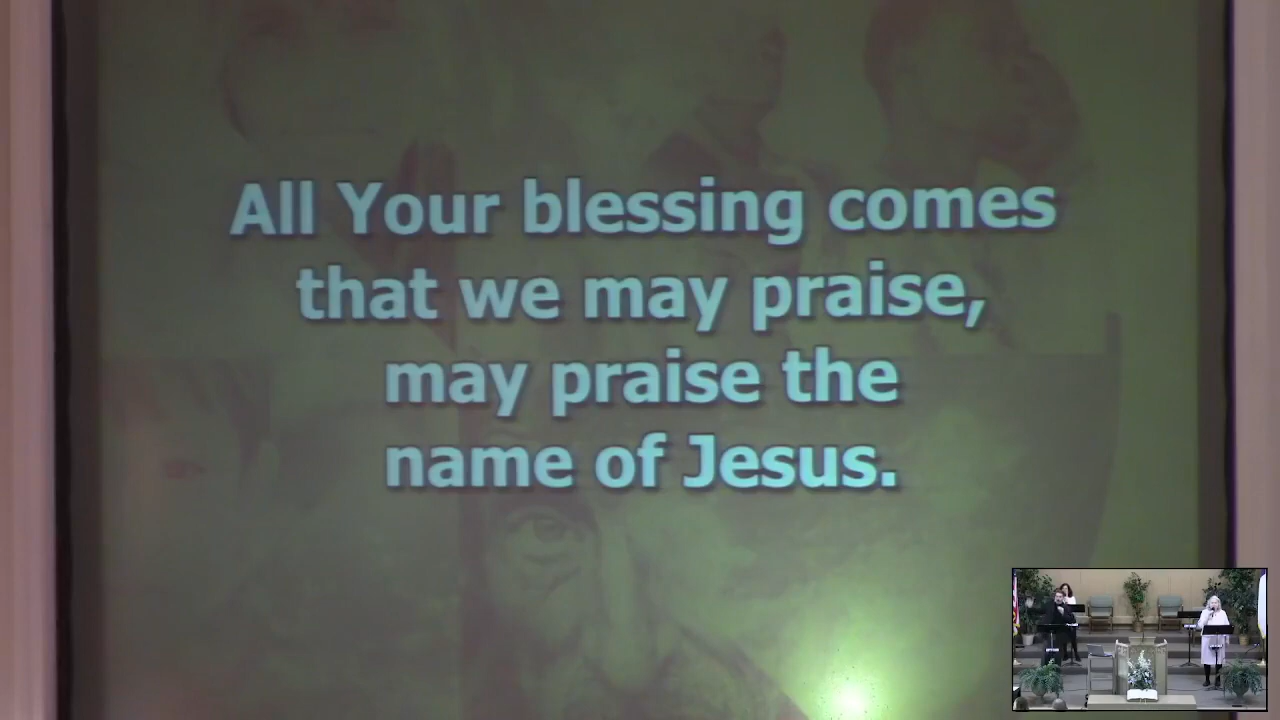 All Your blessing comes
that we may praise,
may praise the
name of Jesus.